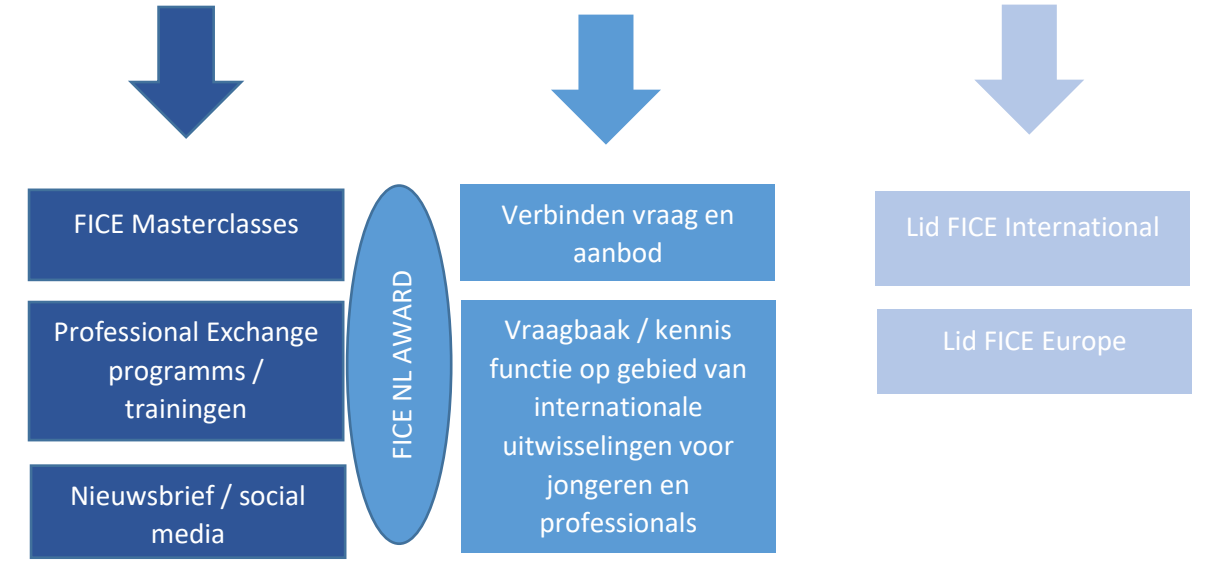 FICE Masterclasses
Professional Exchange
programms /
trainingen
Nieuwsbrief / social
media
FICE NL AWARD
Verbinden vraag en
aanbod
Vraagbaak / kennis
functie op gebied van
internationale
uitwisselingen voor
jongeren en
professionals
Lid FICE International
Lid FICE Europe